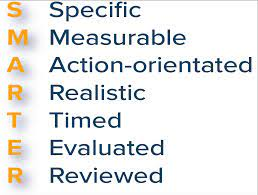 S Specific
M Measurable
A Action-orientated
R Realistic
T Timed
E Evaluated
R Reviewed